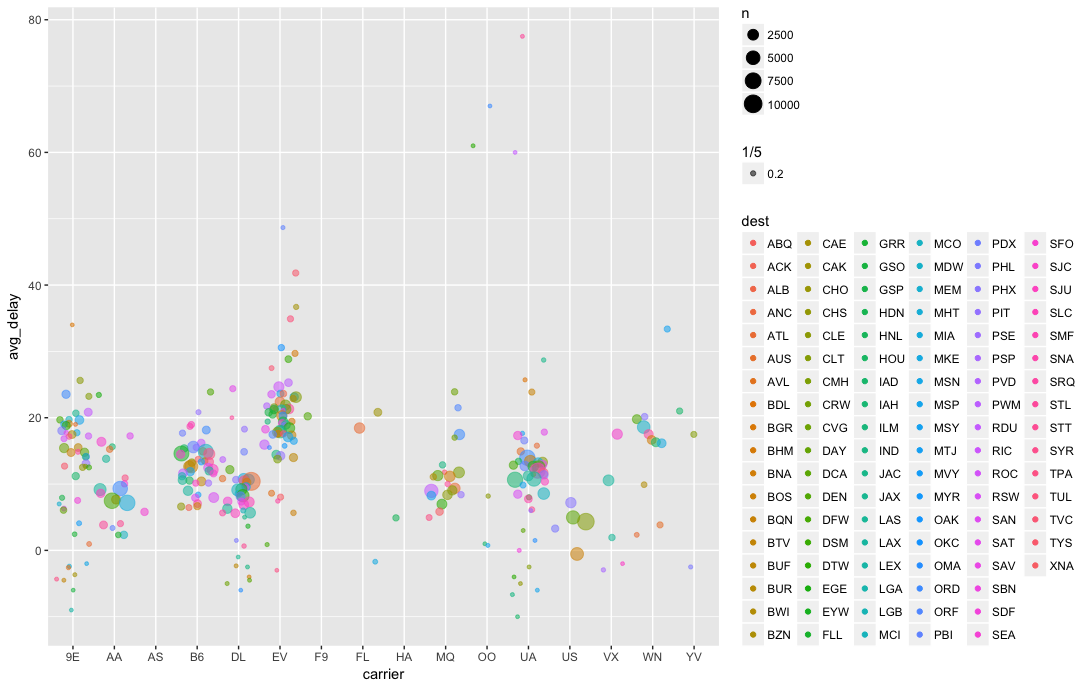 80
60
40
20
0
avg_delay
9E AA AS B6 DL EV F9 FL HA MQ OO UA US VX WN YV
carrier
n
2500
5000
7500
10000
1/5
0.2
dest
ABQ CAE GRR MCO PDX SFO
ACK CAK GSO MDW PHL SJC
ALB CHO GSP MEM PHX SJU
ANC CHS HDN MHT PIT SLC
ATL CLE HNL MIA PSE SMF
AUS CLT HOU MKE PSP SNA
AVL CMH IAD MSN PVD SRQ
BDL CRW IAH MSP PWM STL
BGR CVG ILM MSY RDU STT
BHM DAY IND MTJ RIC SYR
BNA DCA JAC MVY ROC TPA
BOS DEN JAX MYR RSW TUL
BQN DFW LAS OAK SAN TVC
BTV DSM LAX OKC SAT TYS
BUF DTW LEX OMA SAV XNA
BUR EGE LGA ORD SBN
BWI EYW LGB ORF SDF
BZN FLL MCI PBI SEA